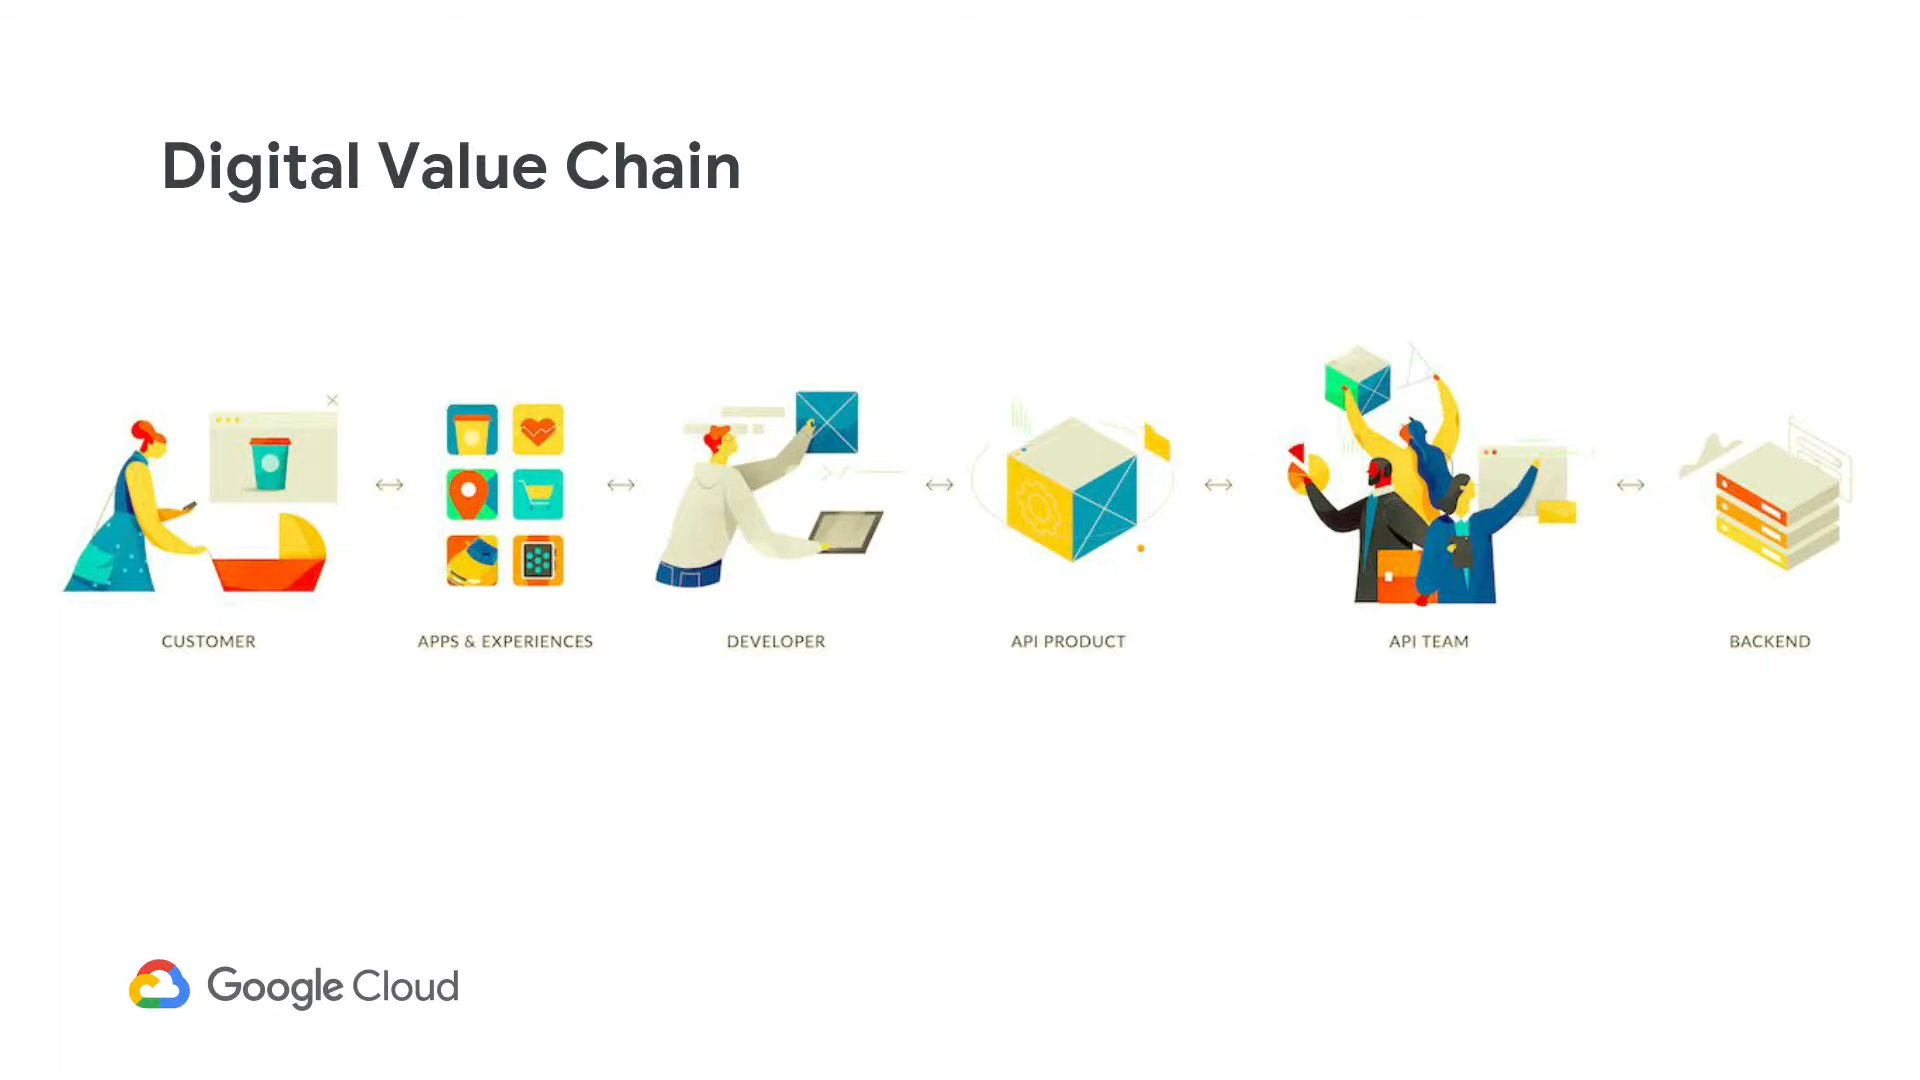 Digital Value Chain
CUSTOMER
APPS & EXPERIENCES
DEVELOPER
API PRODUCT
API TEAM
BACKEND
Google Cloud